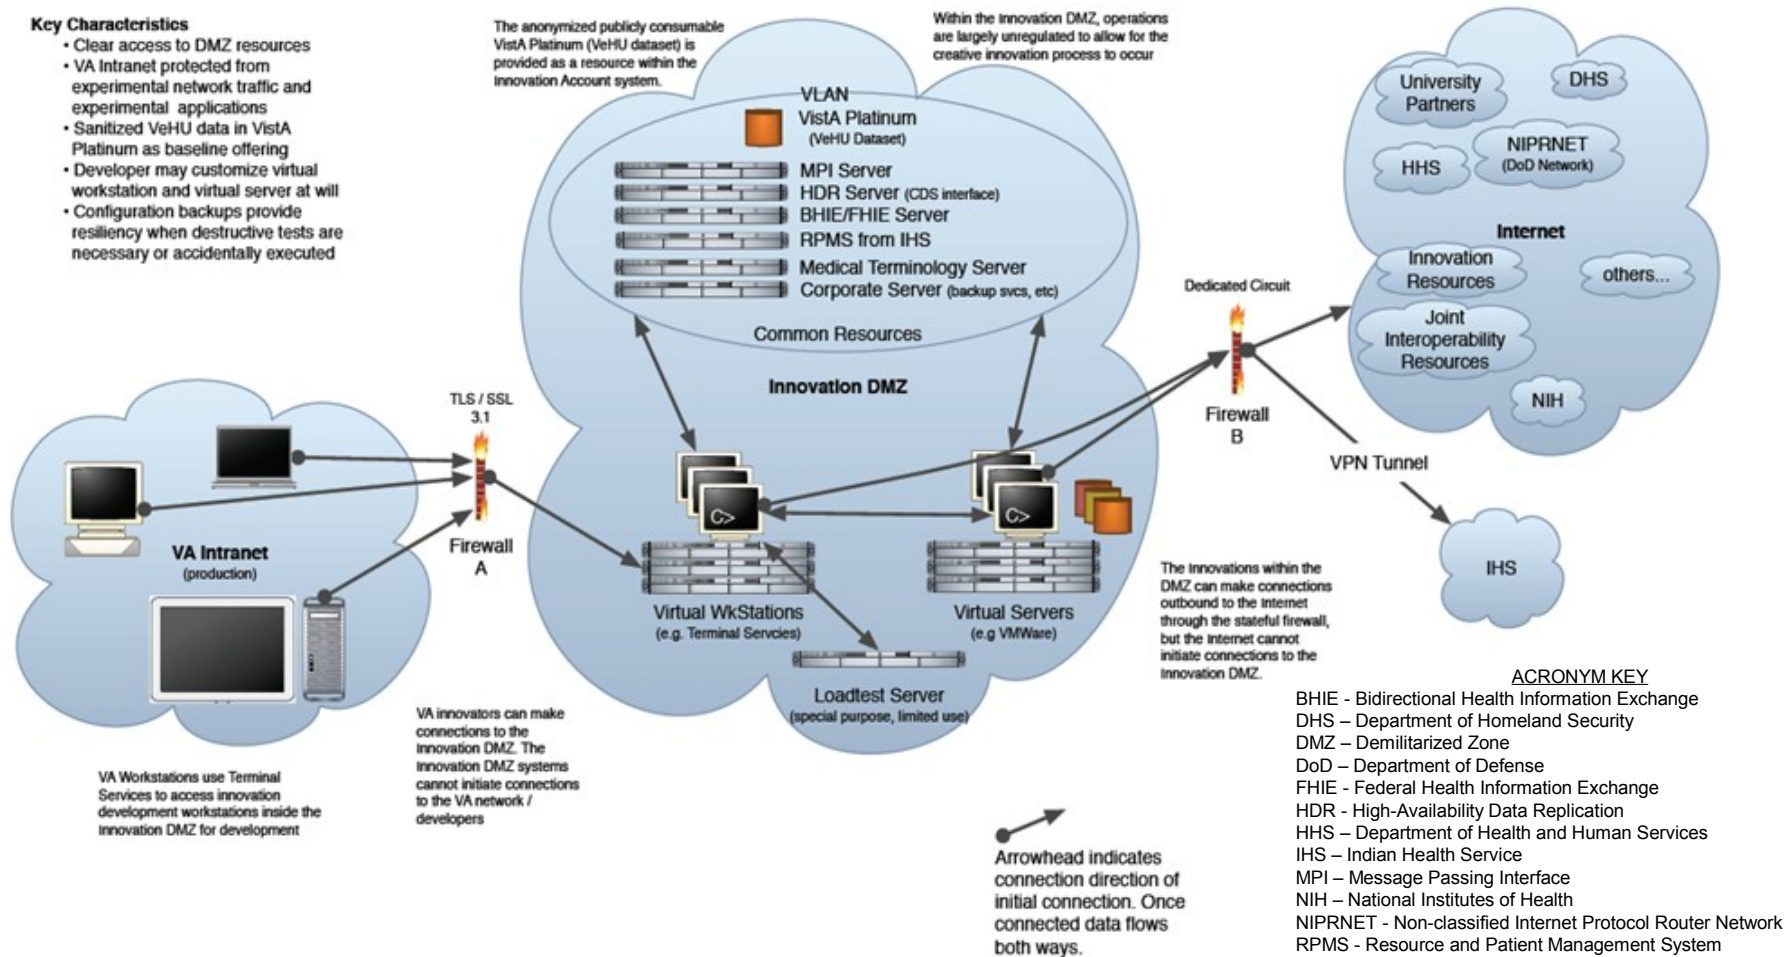 Key Characteristics
• Clear access to DMZ resources
• VA Intranet protected from
experimental network traffic and
experimental applications
• Sanitized VeHU data in VistA
Platinum as baseline offering
• Developer may customize virtual
workstation and virtual server at will
• Configuration backups provide
resiliency when destructive tests are
necessary or accidentally executed
The anonymized publicly consumable
VistA Platinum (VeHU dataset) is
provided as a resource within the
Innovation Account system.
Within the Innovation DMZ, operations
are largely unregulated to allow for the
creative innovation process to occur
VLAN
VistA Platinum
(VeHU Dataset)
MPI Server
HDR Server (CDS interface)
BHIE/FHIE Server
RPMS from IHS
Medical Terminology Server
Corporate Server (backup svcs, etc)
Common Resources
Innovation DMZ
University
Partners
DHS
HHS
NIPRNET
(DoD Network)
Internet
Innovation
Resources
others...
Joint
Interoperability
Resources
NIH
Dedicated Circuit
Firewall
B
VPN Tunnel
IHS
TLS / SSL
3.1
Firewall
A
VA Intranet
(production)
C>
C>
Virtual WkStations
(e.g. Terminal Servcies)
Virtual Servers
(e.g VMWare)
Loadtest Server
(special purpose, limited use)
The Innovations within the
DMZ can make connections
outbound to the Internet
through the stateful firewall,
but the Internet cannot
initiate connections to the
Innovation DMZ.
VA innovators can make
connections to the
Innovation DMZ. The
Innovation DMZ systems
cannot initiate connections
to the VA network /
developers
VA Workstations use Terminal
Services to access innovation
development workstations inside the
Innovation DMZ for development
Arrowhead indicates
connection direction of
initial connection. Once
connected data flows
both ways.
ACRONYM KEY
BHIE - Bidirectional Health Information Exchange
DHS – Department of Homeland Security
DMZ – Demilitarized Zone
DoD – Department of Defense
FHIE - Federal Health Information Exchange
HDR - High-Availability Data Replication
HHS – Department of Health and Human Services
IHS – Indian Health Service
MPI – Message Passing Interface
NIH – National Institutes of Health
NIPRNET - Non-classified Internet Protocol Router Network
RPMS - Resource and Patient Management System